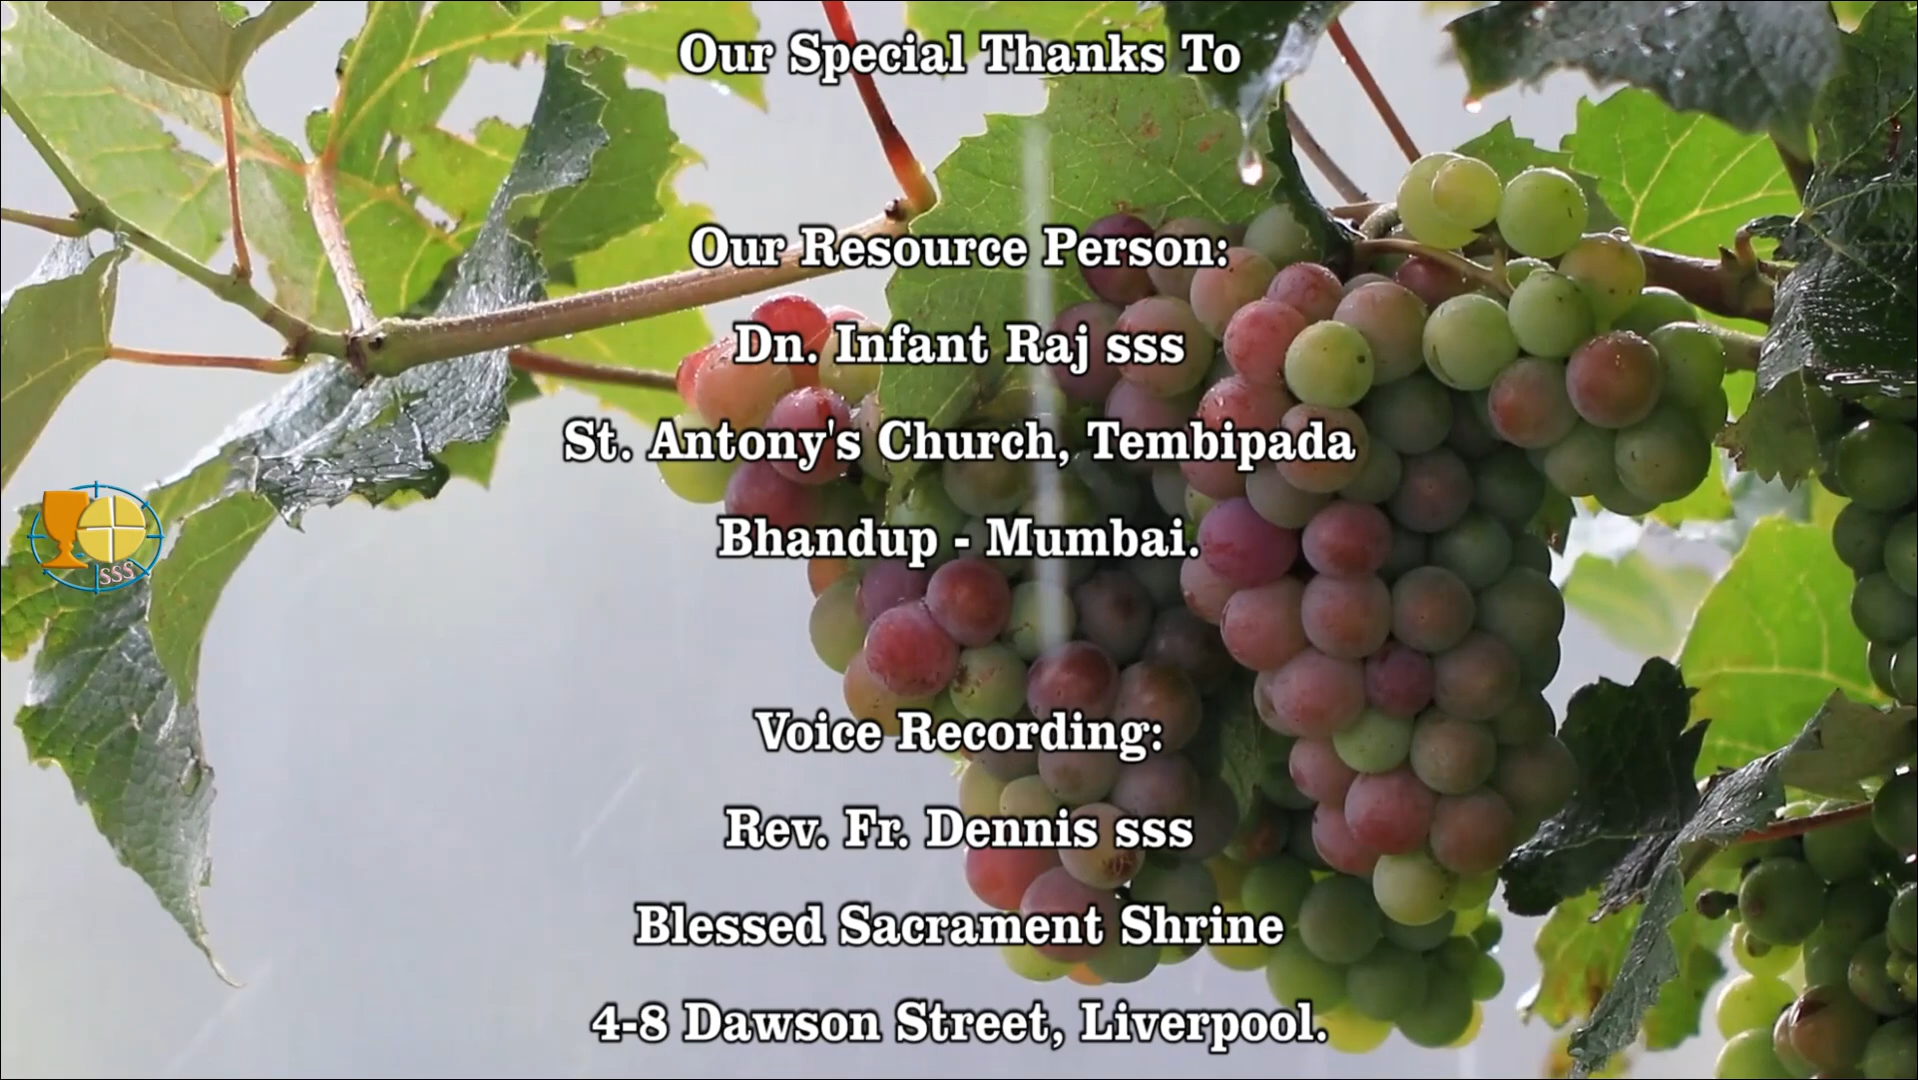 Our Special Thanks To
Our Resource Person:
Dn. Infant Raj sss
St. Antony's Church, Tembipada
Bhandup - Mumbai.
Voice Recording:
Rev. Fr. Dennis sss
Blessed Sacrament Shrine
4-8 Dawson Street, Liverpool.
SSS